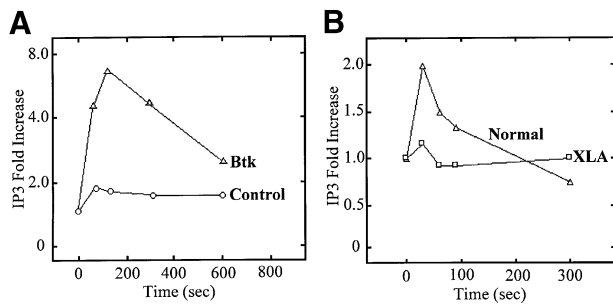 A
IP3 Fold Increase
8.0
4.0
2.0
0
Btk
Control
0 200 400 600 800
Time (sec)
B
IP3 Fold Increase
2.0
1.5
1.0
0.5
0
Normal
XLA
0 100 200 300
Time (sec)